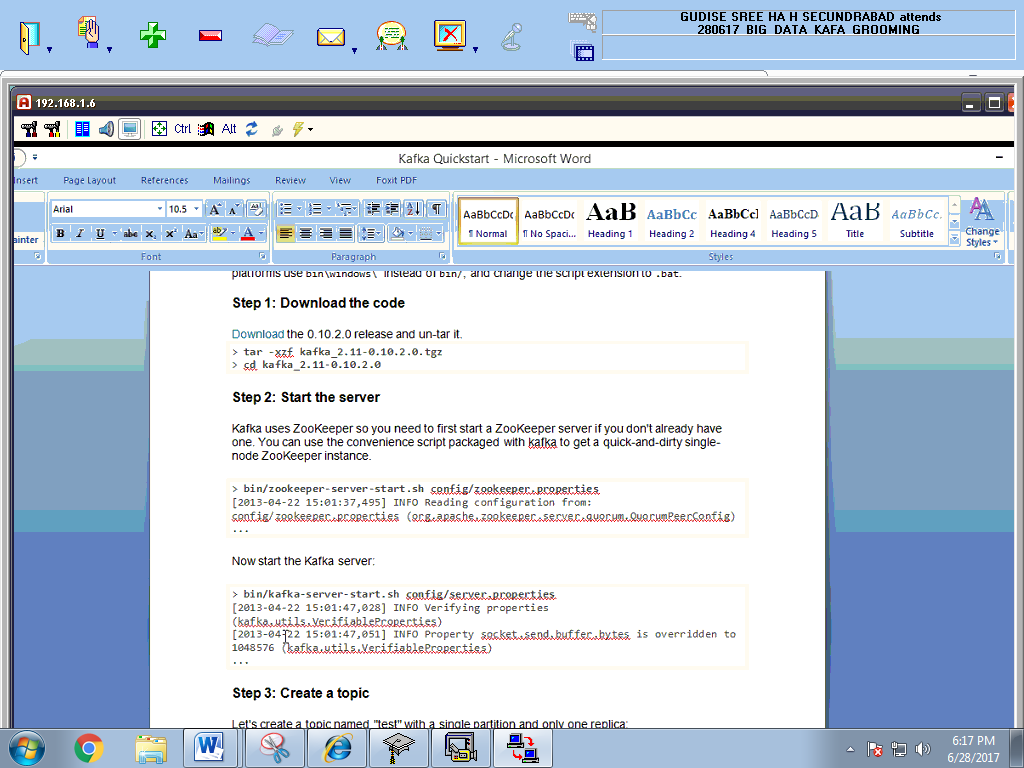 GUDISE SREE HA H SECUNDRABAD attends
280617 BIG DATA KAFA GROOMING
192.168.1.6
Ctrl Alt
Kafka Quickstart - Microsoft Word
Insert Page Layout References Mailings Review View Foxit PDF
Arial 10.5
AaBbCcDc AaBbCcDc AaB AaBbCc AaBbCcl AaBbCcD AaB AaBbCc.
¶ Normal ¶ No Spaci... Heading 1 Heading 2 Heading 4 Heading 5 Title Subtitle
Change Styles
ainter
Font Paragraph Styles
platforms use bin\windows\ instead of bin/, and change the script extension to .bat.
Step 1: Download the code
Download the 0.10.2.0 release and un-tar it.
> tar -xzf kafka_2.11-0.10.2.0.tgz
> cd kafka_2.11-0.10.2.0
Step 2: Start the server
Kafka uses ZooKeeper so you need to first start a ZooKeeper server if you don't already have
one. You can use the convenience script packaged with kafka to get a quick-and-dirty single-
node ZooKeeper instance.
> bin/zookeeper-server-start.sh config/zookeeper.properties
[2013-04-22 15:01:37,495] INFO Reading configuration from:
config/zookeeper.properties (org.apache.zookeeper.server.quorum.QuorumPeerConfig)
...
Now start the Kafka server:
> bin/kafka-server-start.sh config/server.properties
[2013-04-22 15:01:47,028] INFO Verifying properties
(kafka.utils.VerifiableProperties)
[2013-04-22 15:01:47,051] INFO Property socket.send.buffer.bytes is overridden to
1048576 (kafka.utils.VerifiableProperties)
...
Step 3: Create a topic
Let's create a topic named "test" with a single partition and only one replica:
6:17 PM
6/28/2017